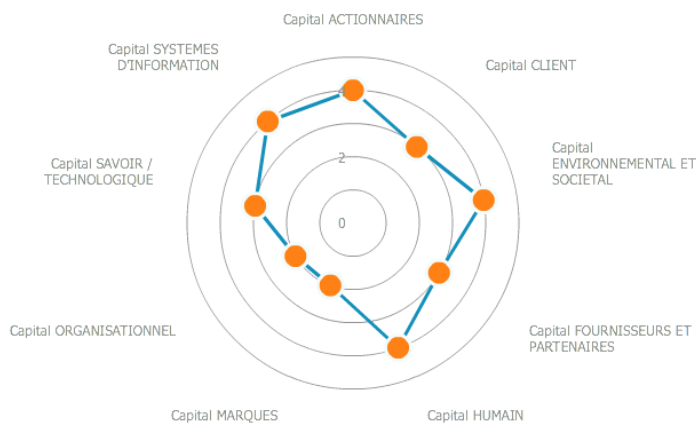 Capital ACTIONNAIRES
Capital SYSTEMES
D'INFORMATION
Capital CLIENT
4
Capital
ENVIRONNEMENTAL ET
SOCIETAL
Capital SAVOIR /
TECHNOLOGIQUE
2
0
Capital ORGANISATIONNEL
Capital FOURNISSEURS ET
PARTENAIRES
Capital MARQUES
Capital HUMAIN